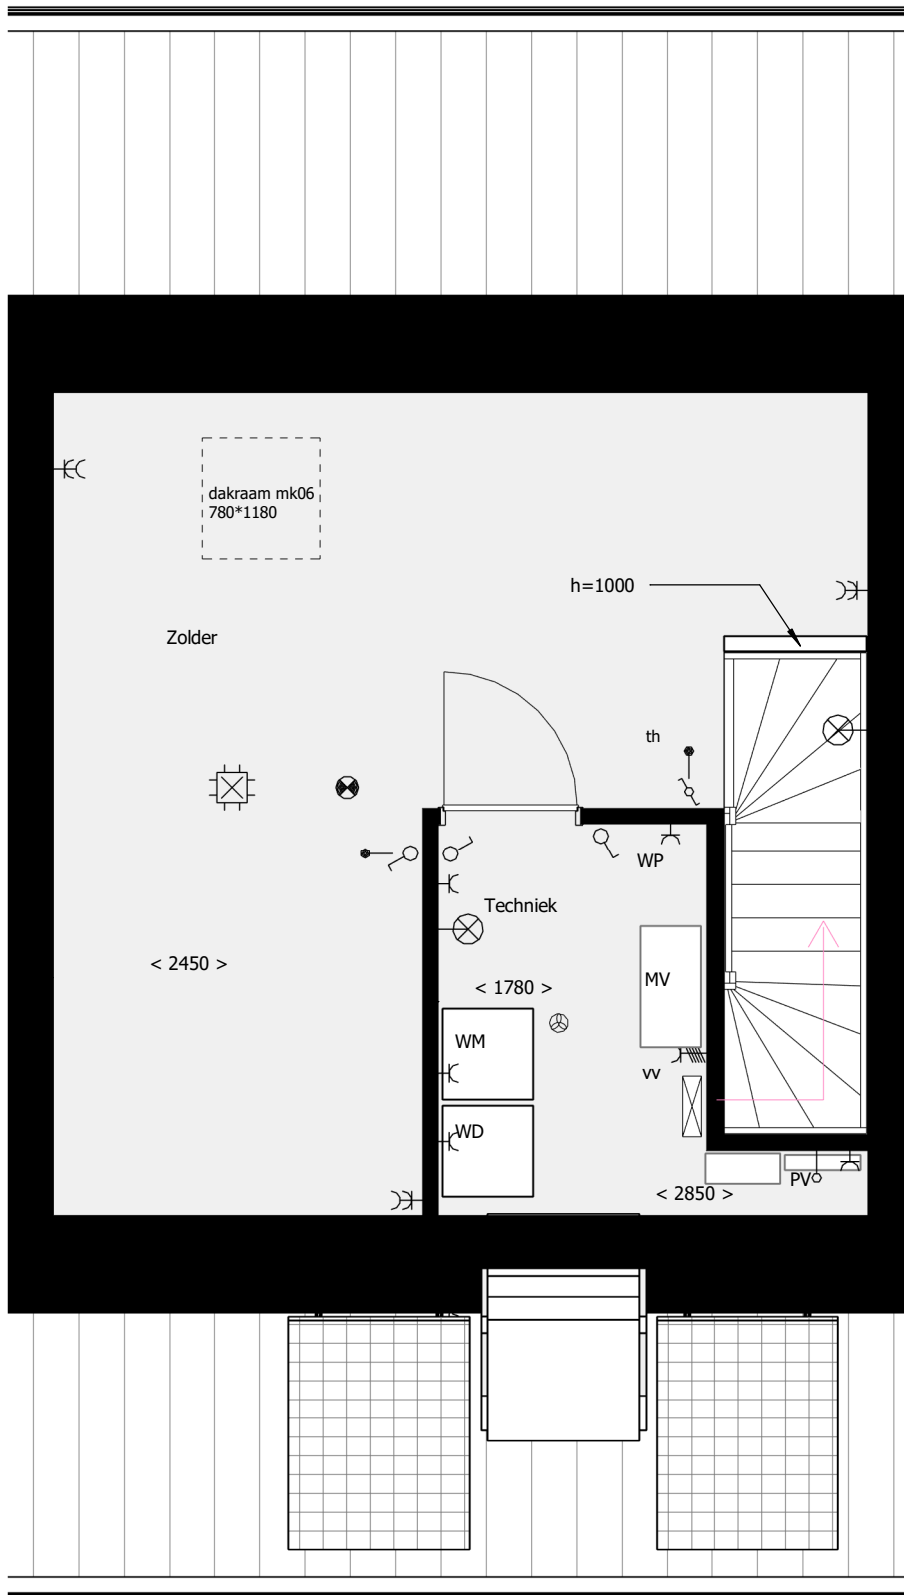 dakraam mk06
780*1180
h=1000
Zolder
th
WP
Techniek
< 2450 >
MV
< 1780 >
WM
vv
WD
PV
< 2850 >